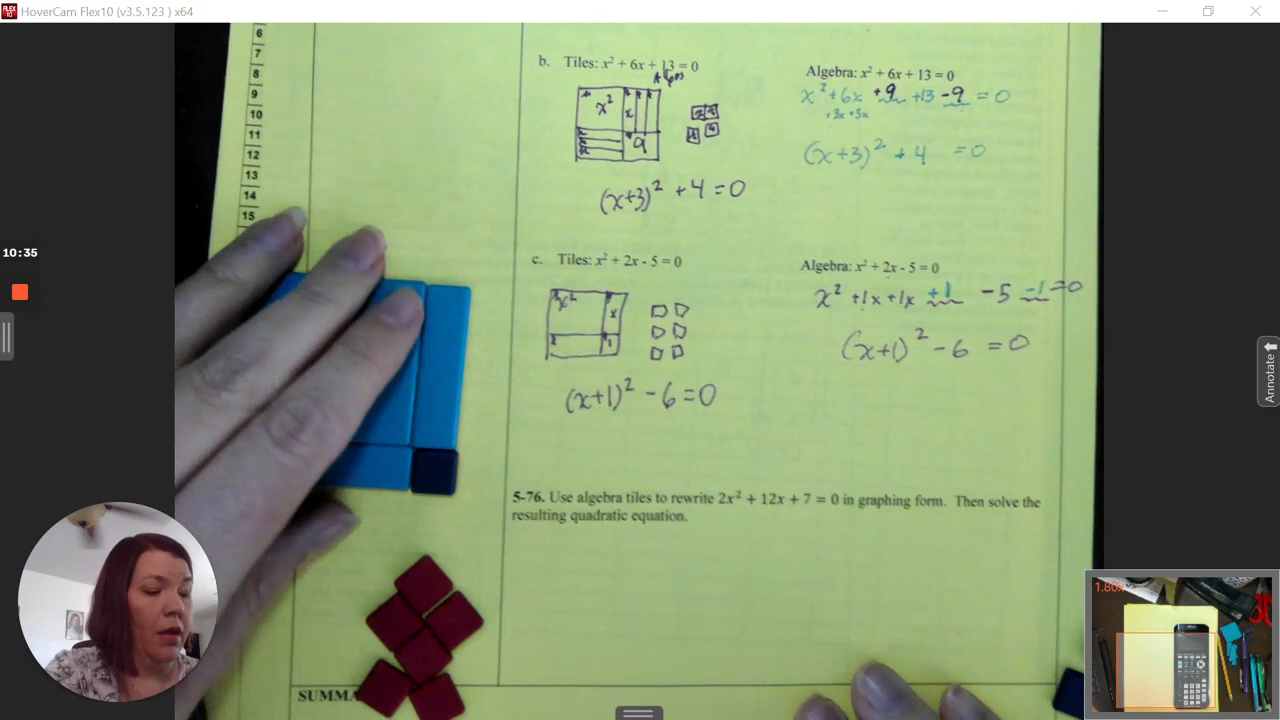 HoverCam Flex10 (v3.5.123 ) x64
6
7
8
9
10
11
12
13
14
15
10:35
b. Tiles: x² + 6x + 13 = 0
x²
x
9
(x+3)² + 4 = 0
Algebra: x² + 6x + 13 = 0
x² + 6x + 9 + 13 - 9 = 0
+3x +3x
(x+3)² + 4 = 0
c. Tiles: x² + 2x - 5 = 0
x²
x
x
1
(x+1)² - 6 = 0
Algebra: x² + 2x - 5 = 0
x² + 1x + 1x + 1 - 5 - 1 = 0
(x+1)² - 6 = 0
5-76. Use algebra tiles to rewrite 2x² + 12x + 7 = 0 in graphing form. Then solve the
resulting quadratic equation.
SUMMA
Annotate
1.80x